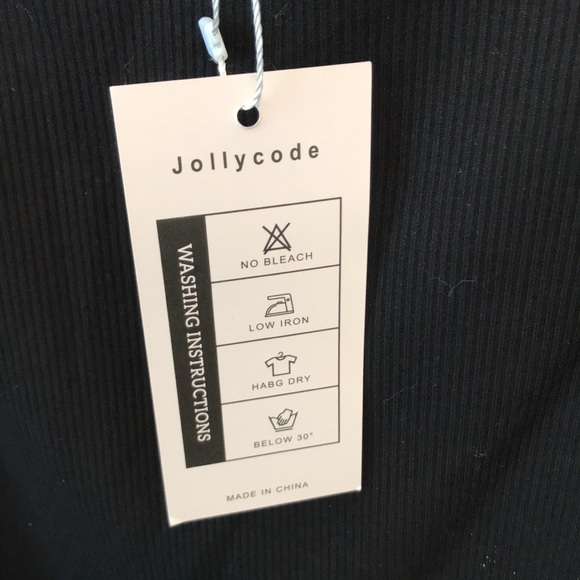 Jollycode
WASHING INSTRUCTIONS
NO BLEACH
LOW IRON
HABG DRY
BELOW 30°
MADE IN CHINA